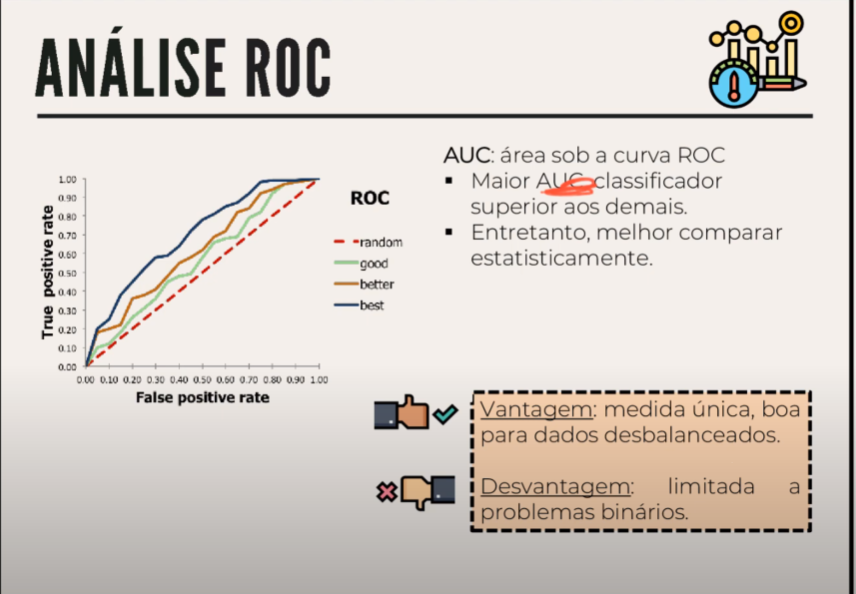 ANÁLISE ROC
AUC: área sob a curva ROC
▪ Maior AUC classificador
superior aos demais.
▪ Entretanto, melhor comparar
estatisticamente.
ROC
random
good
better
best
True positive rate
1.00
0.90
0.80
0.70
0.60
0.50
0.40
0.30
0.20
0.10
0.00
0.00 0.10 0.20 0.30 0.40 0.50 0.60 0.70 0.80 0.90 1.00
False positive rate
Vantagem: medida única, boa
para dados desbalanceados.
Desvantagem: limitada a
problemas binários.